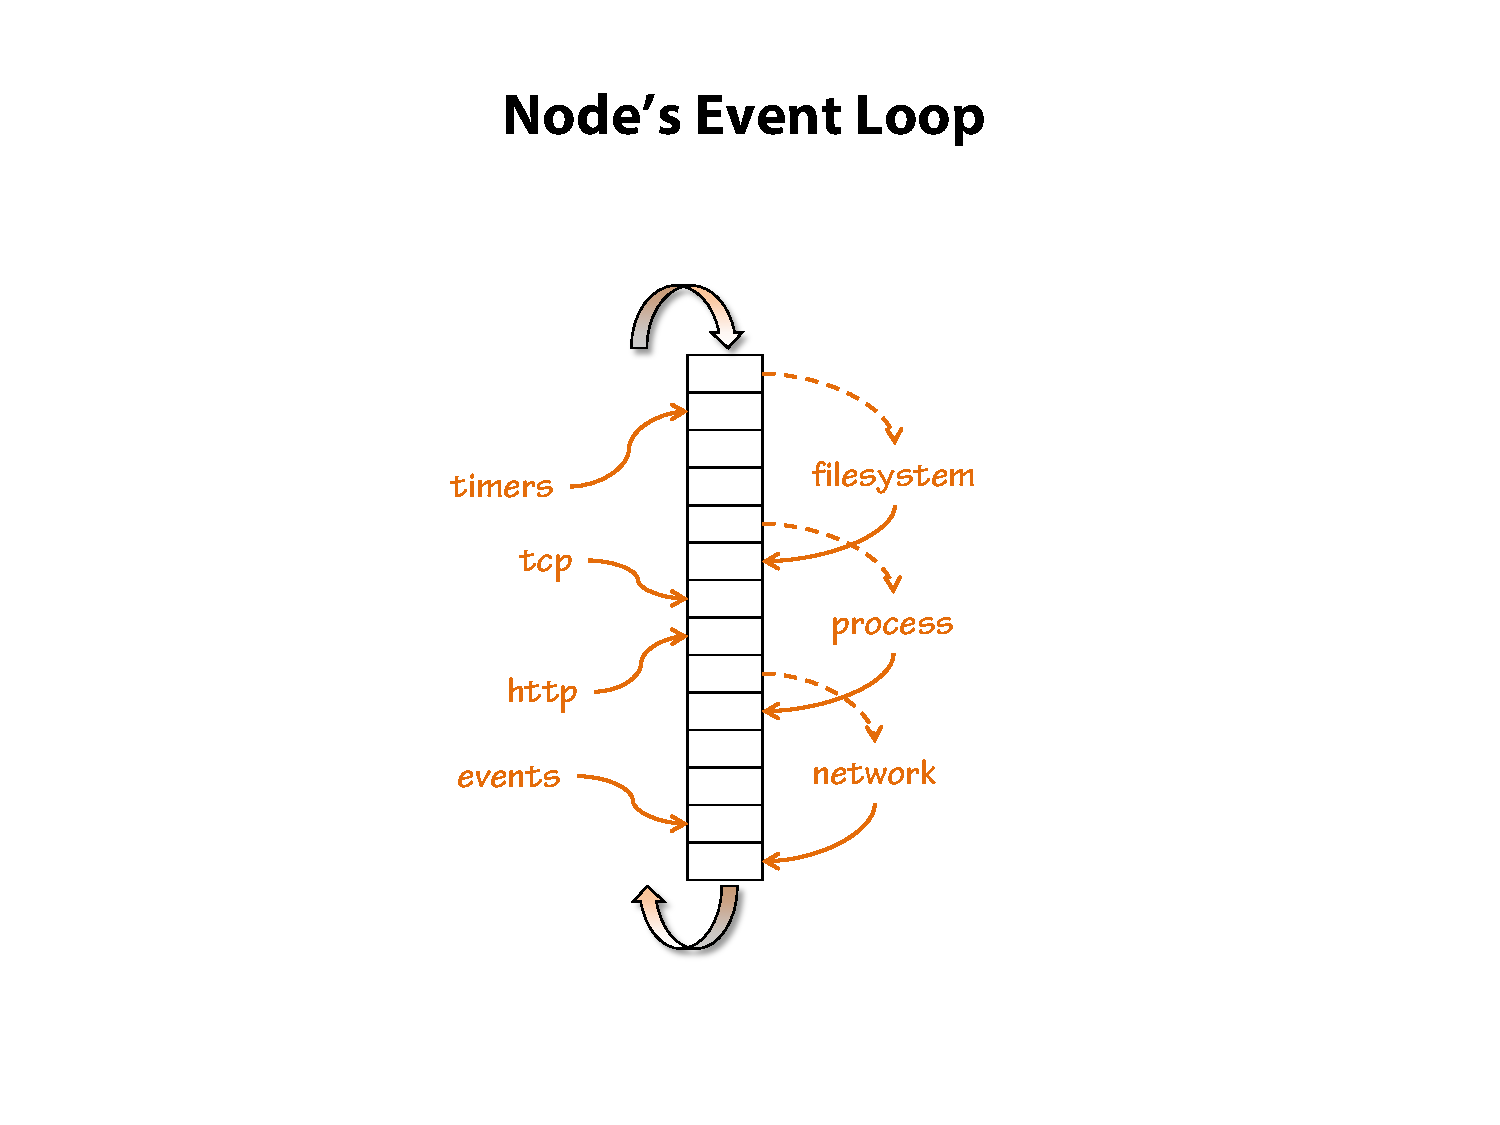 Node’s Event Loop
timers
filesystem
tcp
process
http
events
network